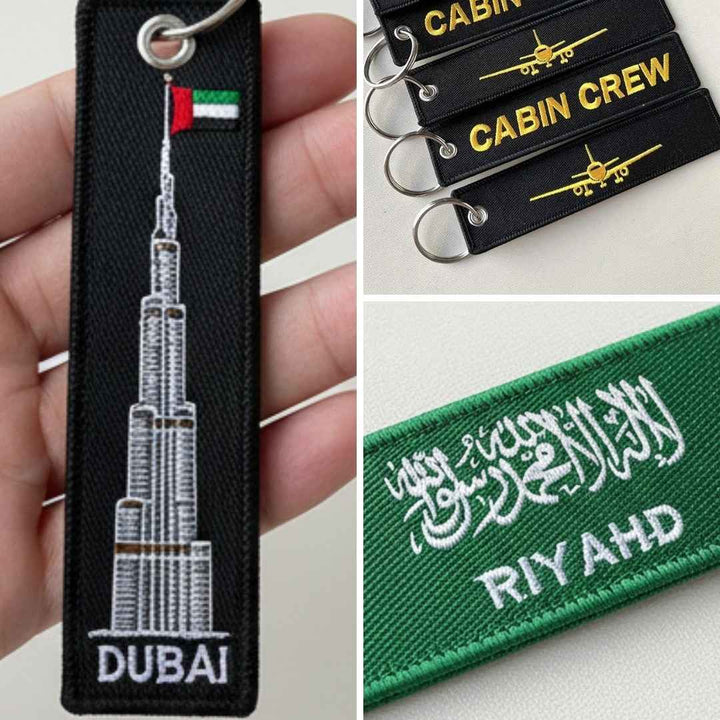 DUBAI
CABIN
CABIN CREW
لا إله إلا الله محمد رسول الله
RIYAHD